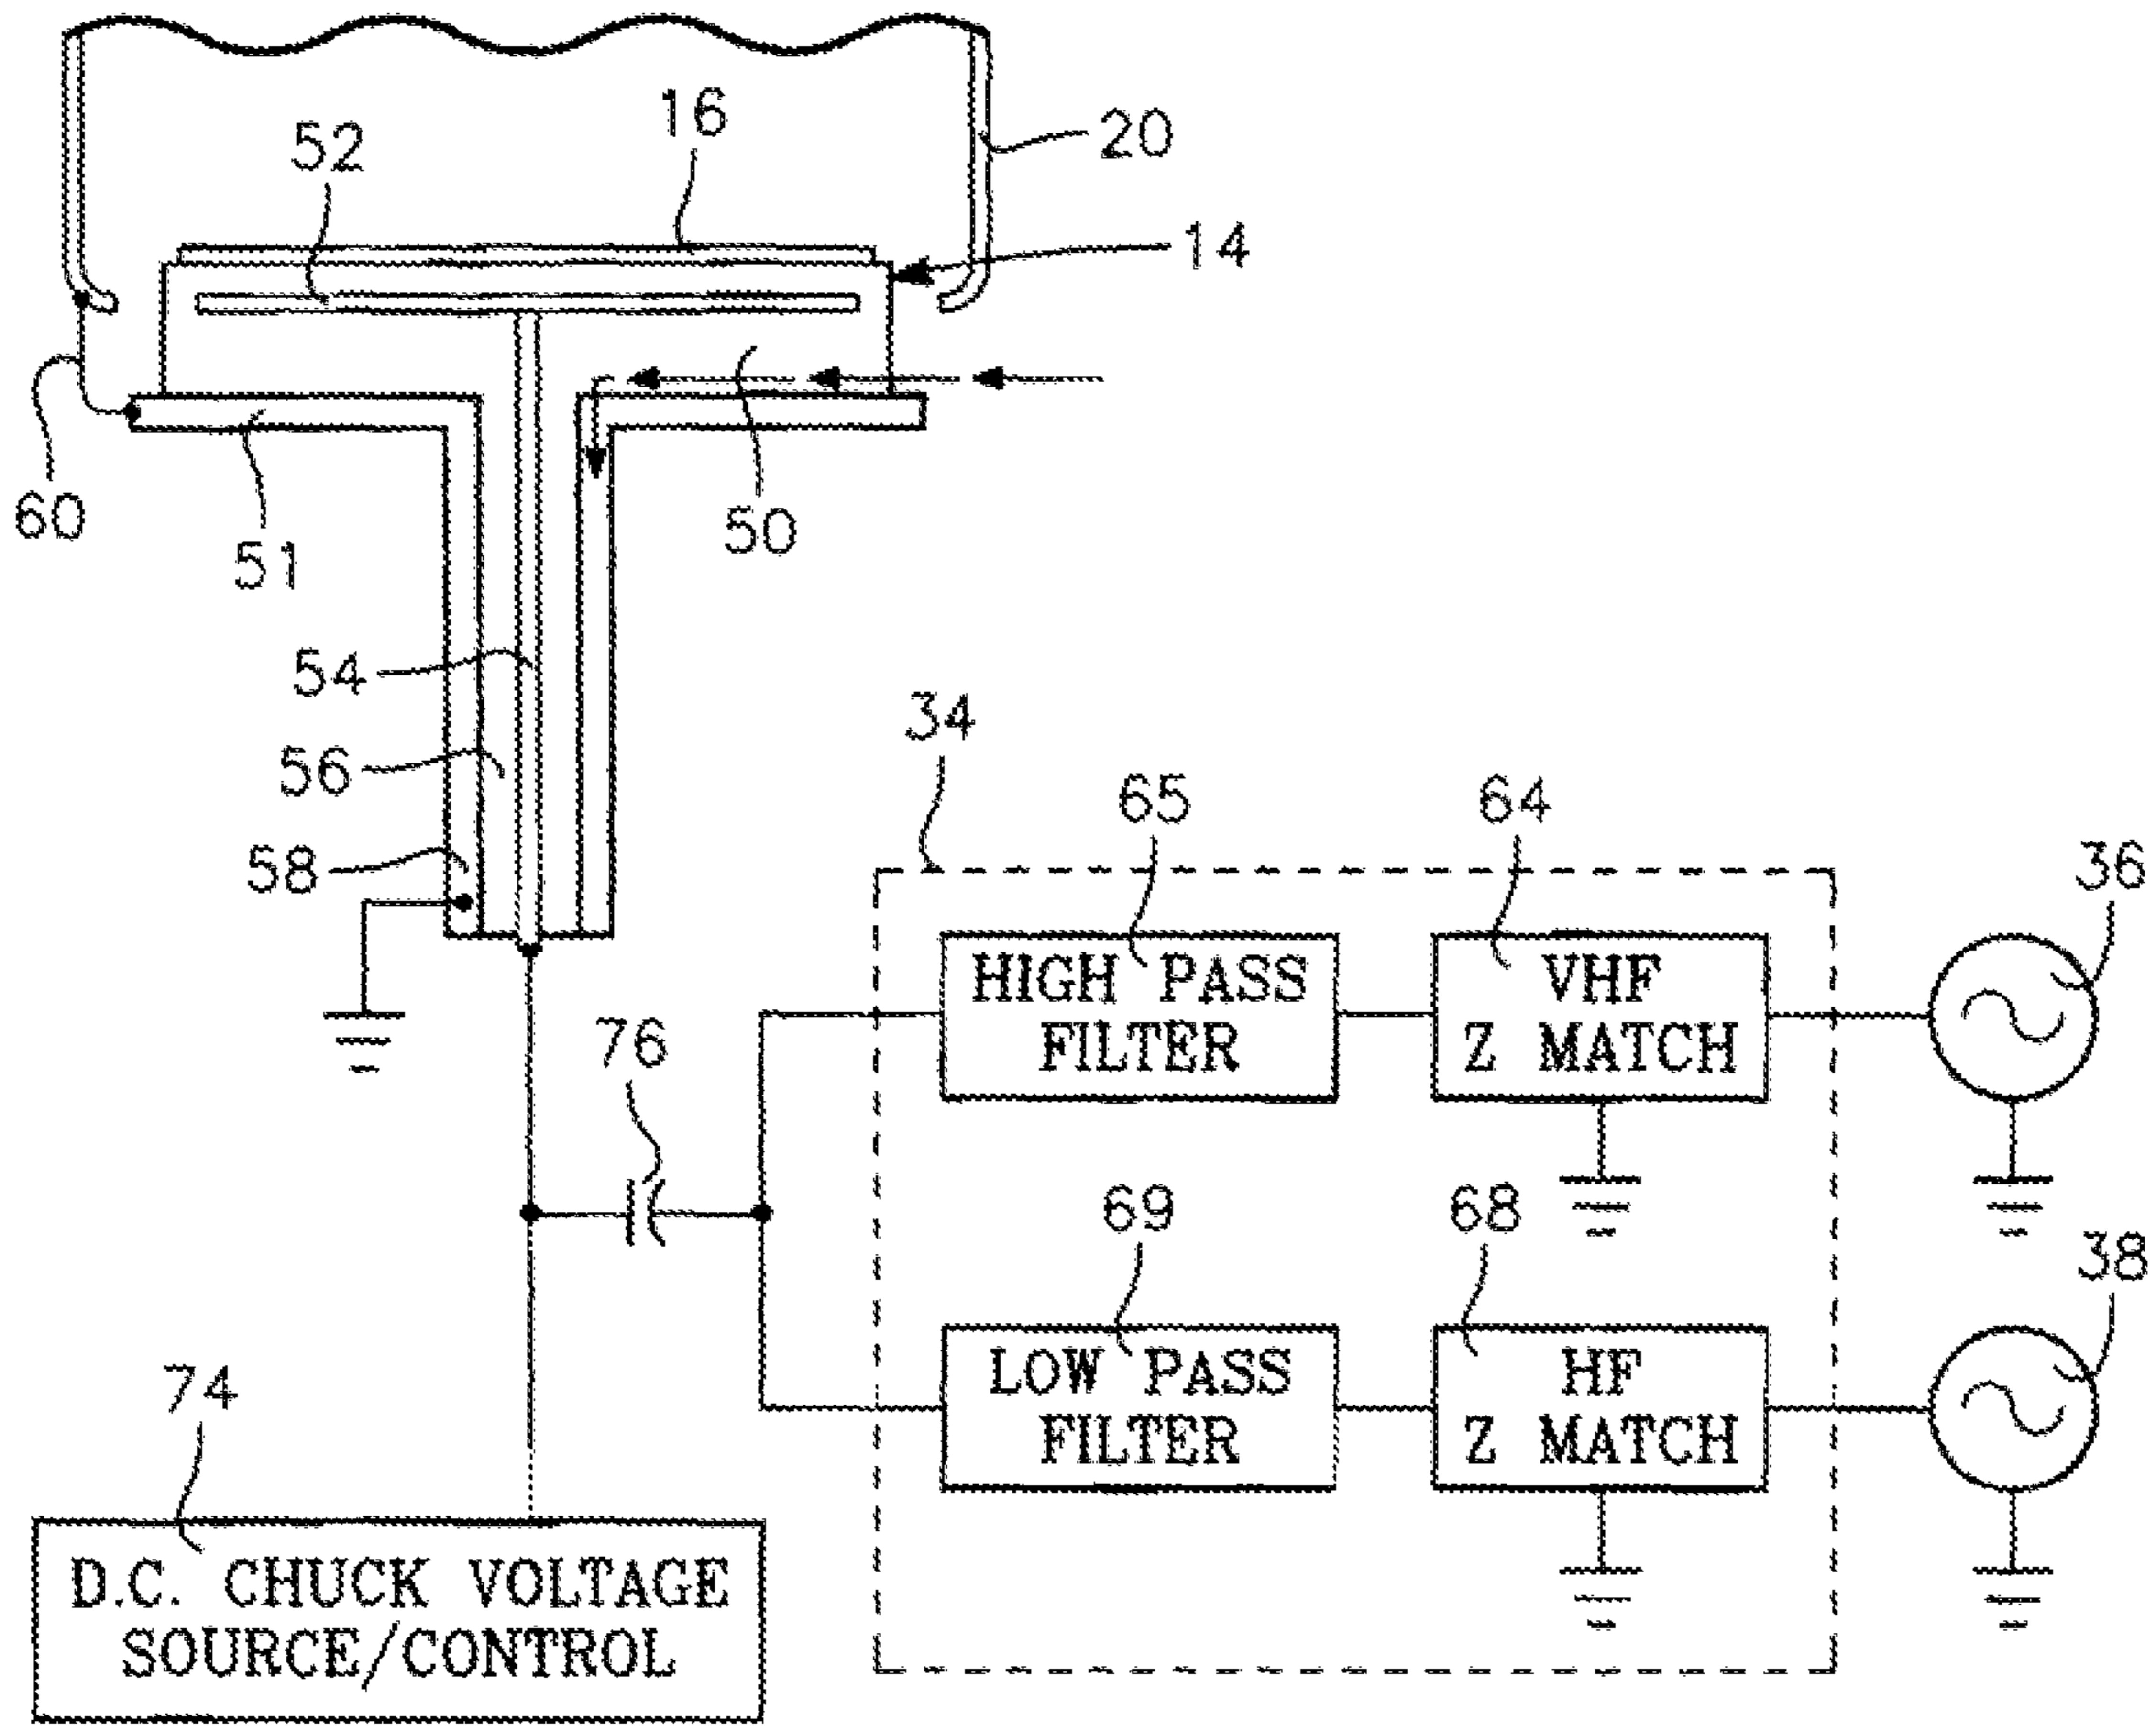 16
52
20
14
60
51
50
54
34
56
65
64
58
36
HIGH PASS
FILTER
VHF
Z MATCH
76
69
68
38
74
LOW PASS
FILTER
HF
Z MATCH
D.C. CHUCK VOLTAGE
SOURCE/CONTROL